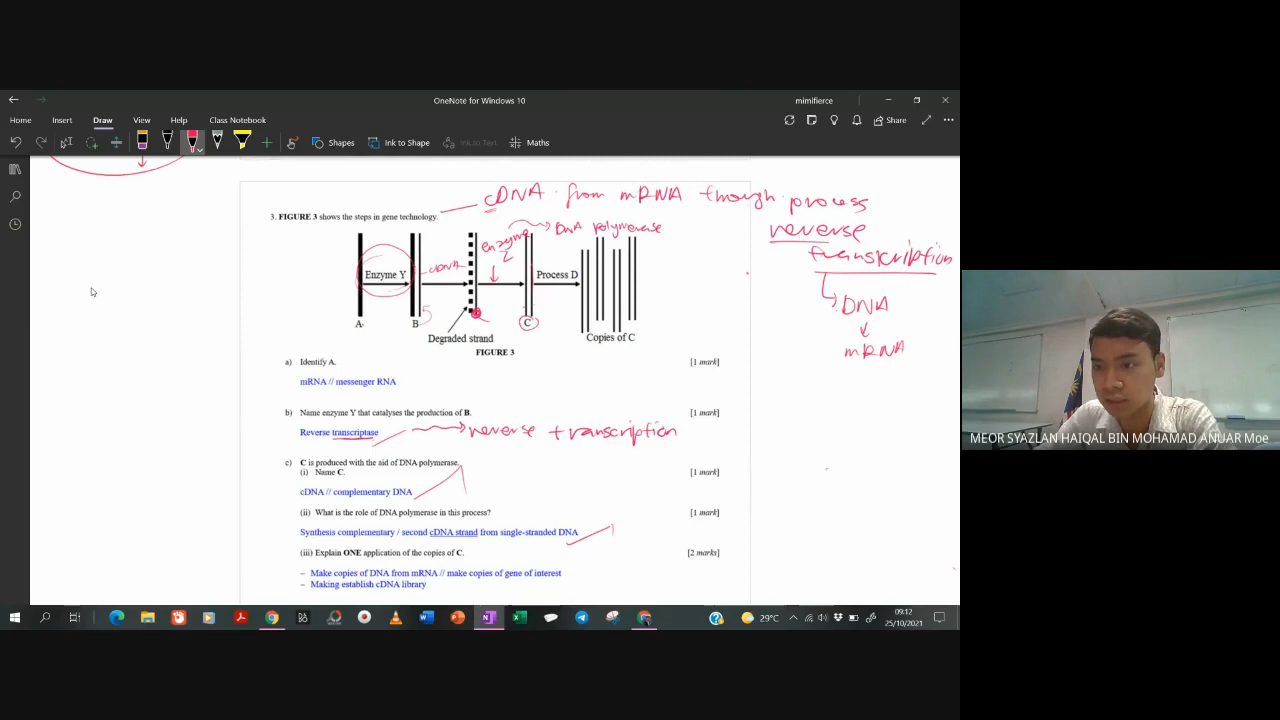 OneNote for Windows 10
mimifierce
Home Insert Draw View Help Class Notebook
Share
Shapes Ink to Shape Ink to Text Maths
cDNA from mRNA though process
reverse
transkription
DNA
mRNA
3. FIGURE 3 shows the steps in gene technology.
enzyme Z DNA polymerase
cDNA
Enzyme Y
Process D
A
B
C
Degraded strand
Copies of C
FIGURE 3
a) Identify A. [1 mark]
mRNA // messenger RNA
b) Name enzyme Y that catalyses the production of B. [1 mark]
Reverse transcriptase reverse transcription
c) C is produced with the aid of DNA polymerase.
(i) Name C. [1 mark]
cDNA // complementary DNA
(ii) What is the role of DNA polymerase in this process? [1 mark]
Synthesis complementary / second cDNA strand from single-stranded DNA
(iii) Explain ONE application of the copies of C. [2 marks]
– Make copies of DNA from mRNA // make copies of gene of interest
– Making establish cDNA library
MEOR SYAZLAN HAIQAL BIN MOHAMAD ANUAR Moe
29°C
09:12
25/10/2021